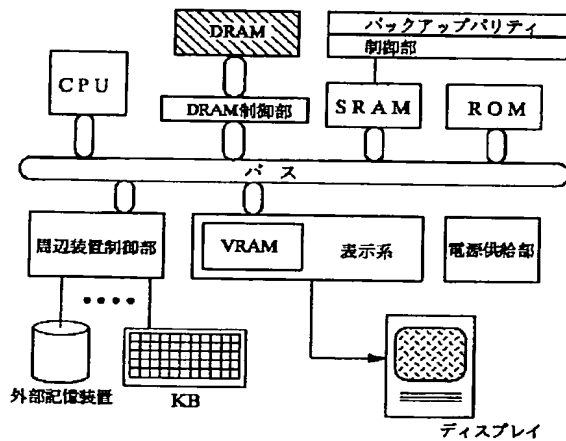 DRAM
バックアップパリティ
制御部
CPU
DRAM制御部
SRAM
ROM
バス
周辺装置制御部
VRAM
表示系
電源供給部
外部記憶装置
KB
ディスプレイ